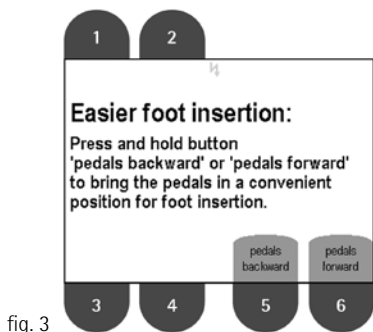 1 2
Easier foot insertion:
Press and hold button
'pedals backward' or 'pedals forward'
to bring the pedals in a convenient
position for foot insertion.
pedals pedals
backward forward
3 4 5 6
fig. 3